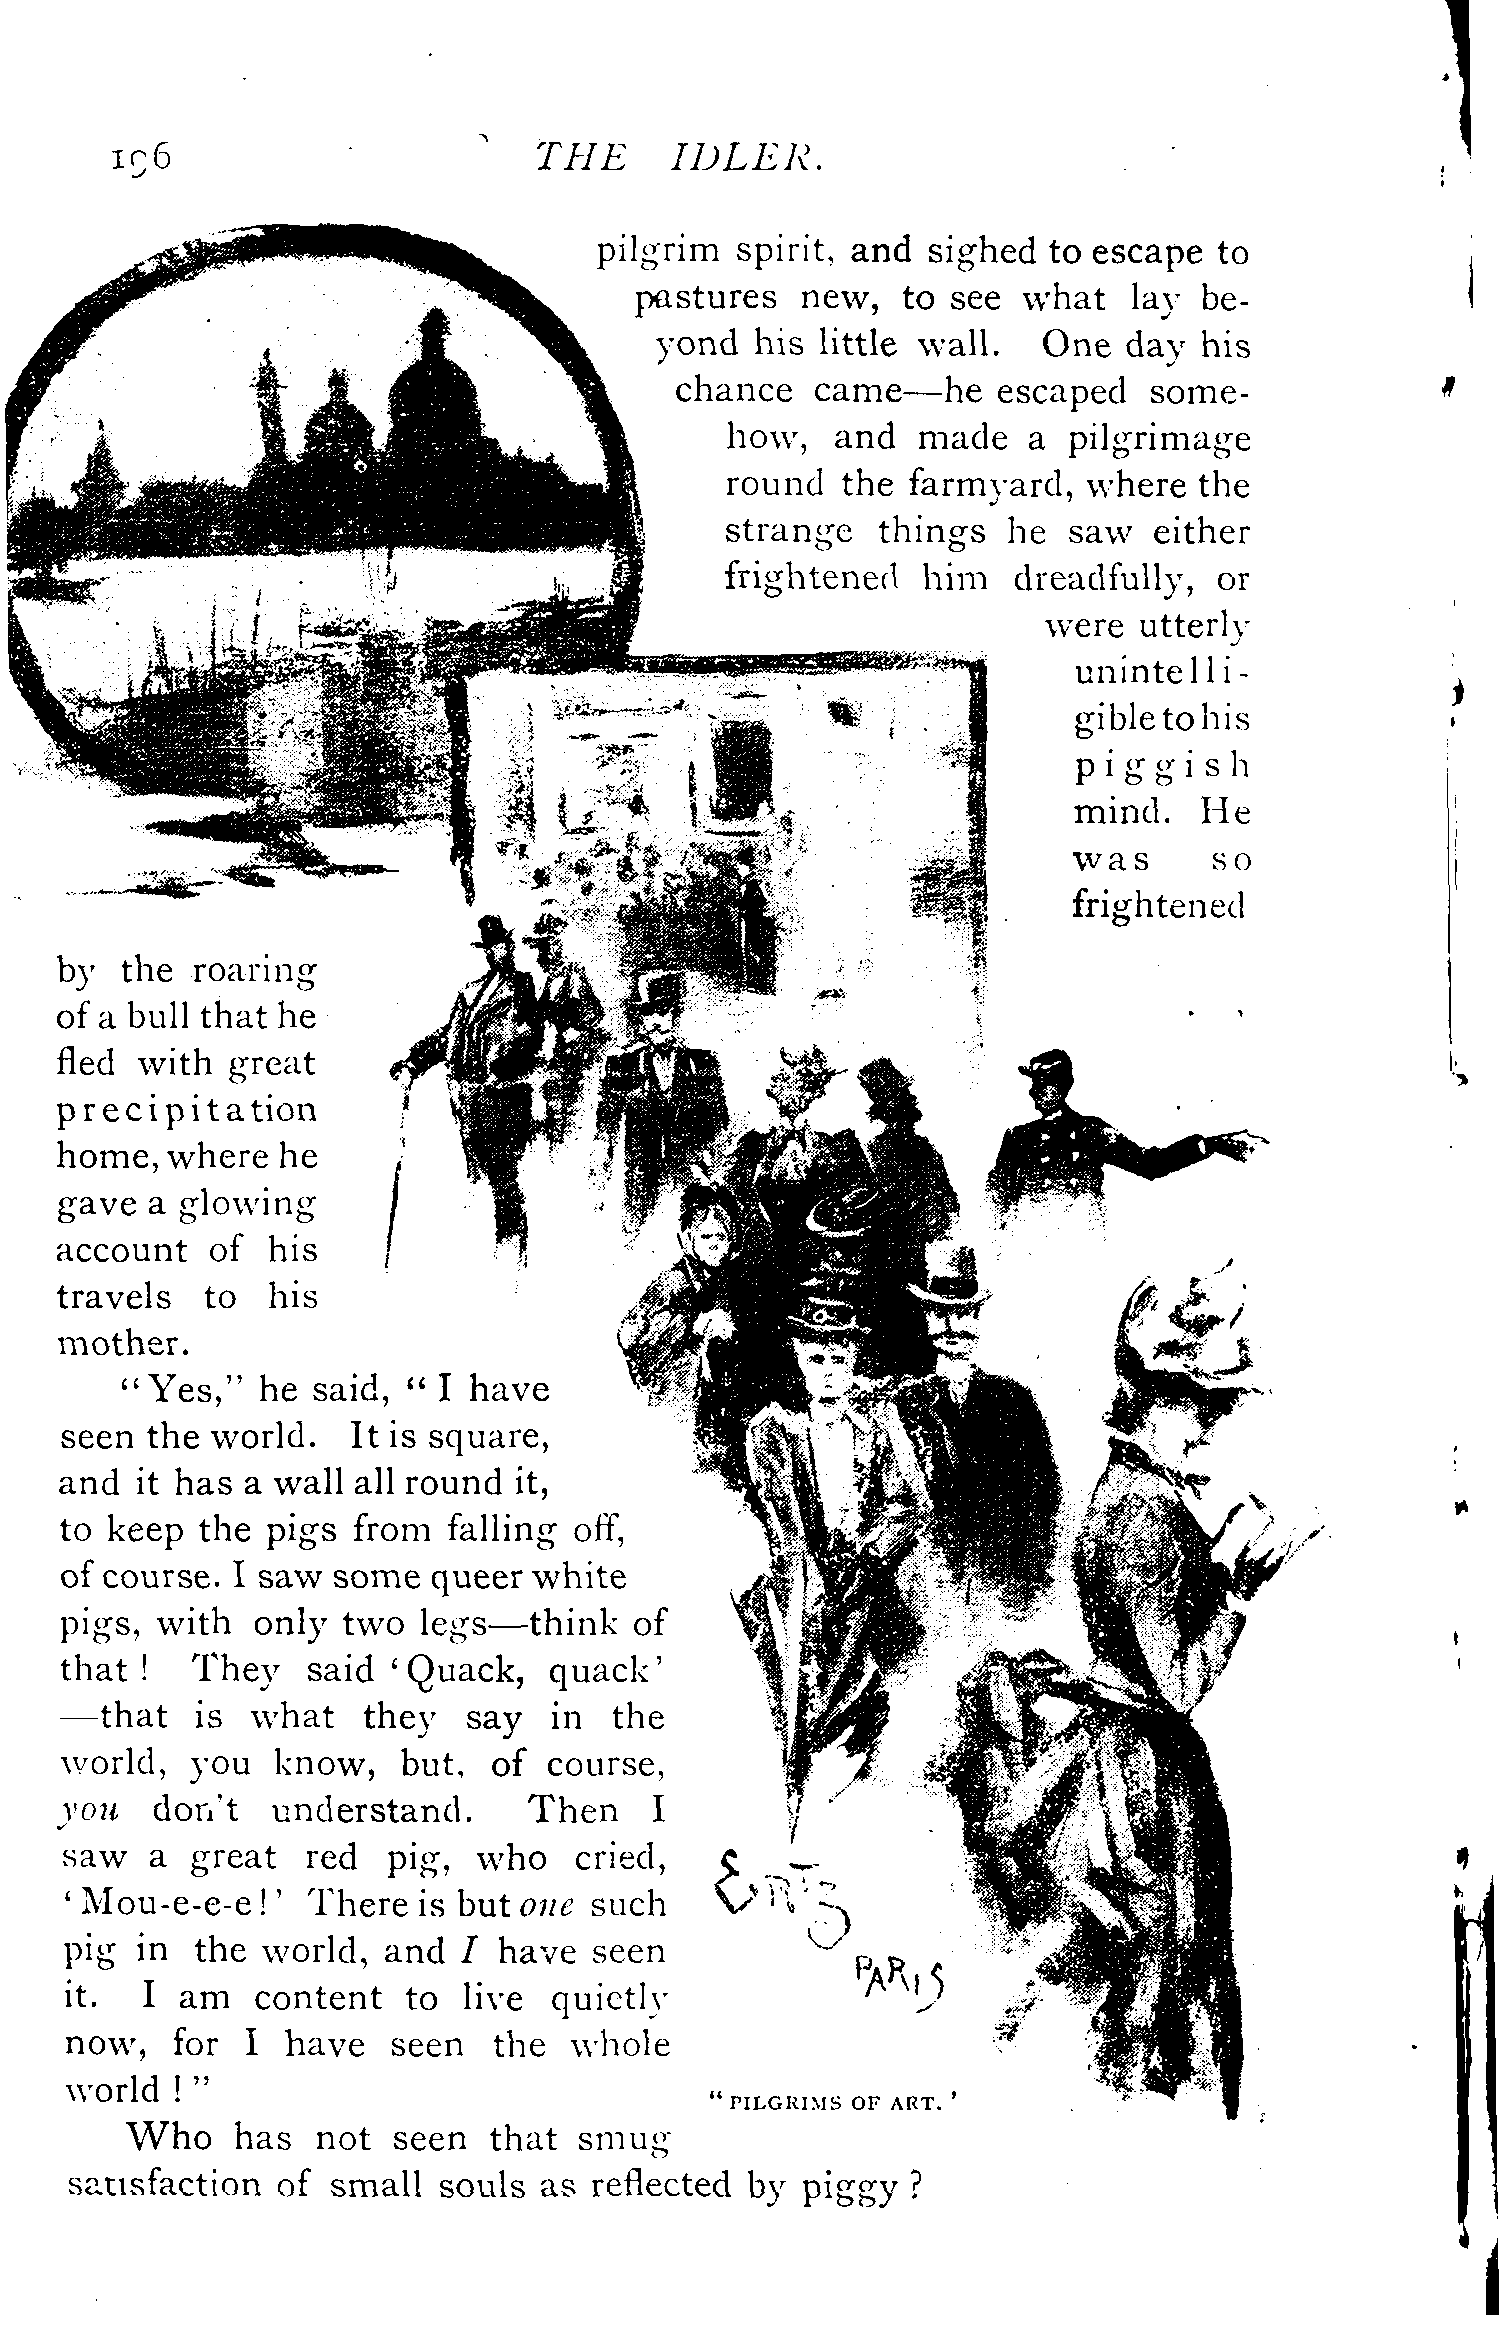 196 THE IDLER.
pilgrim spirit, and sighed to escape to
pastures new, to see what lay be-
yond his little wall. One day his
chance came—he escaped some-
how, and made a pilgrimage
round the farmyard, where the
strange things he saw either
frightened him dreadfully, or
were utterly
unintelli-
gible to his
piggish
mind. He
was so
frightened
by the roaring
of a bull that he
fled with great
precipitation
home, where he
gave a glowing
account of his
travels to his
mother.
“Yes,” he said, “I have
seen the world. It is square,
and it has a wall all round it,
to keep the pigs from falling off,
of course. I saw some queer white
pigs, with only two legs—think of
that! They said ‘Quack, quack’
—that is what they say in the
world, you know, but, of course,
you don't understand. Then I
saw a great red pig, who cried,
‘Mou-e-e-e!’ There is but one such
pig in the world, and I have seen
it. I am content to live quietly
now, for I have seen the whole
world!”
Ertz
PARIS
“PILGRIMS OF ART.’
Who has not seen that smug
satisfaction of small souls as reflected by piggy?